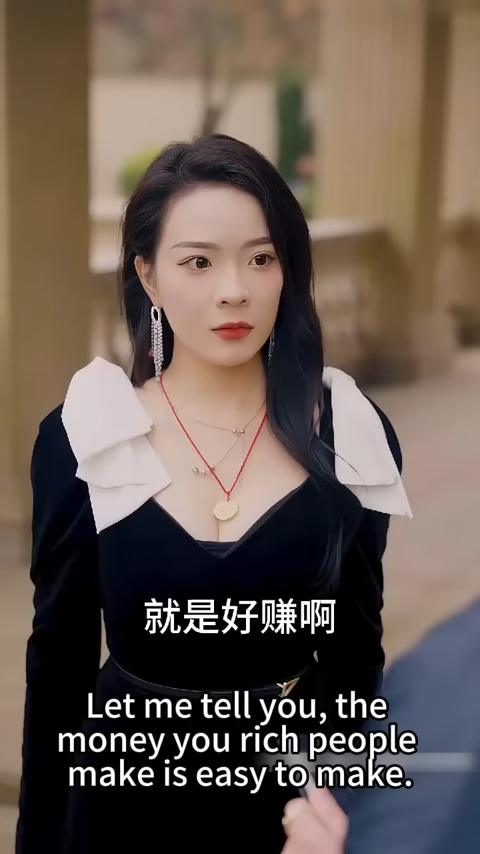 就是好赚啊
Let me tell you, the
money you rich people
make is easy to make.